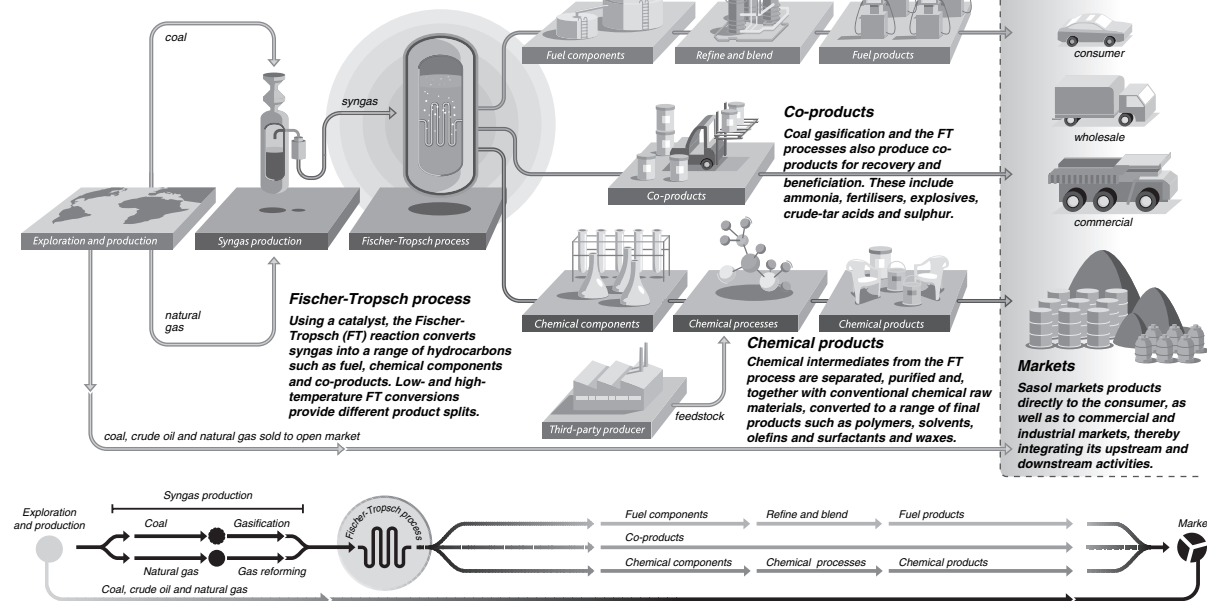 coal
syngas
Fuel components
Refine and blend
Fuel products
consumer
wholesale
commercial
Co-products
Co-products
Coal gasification and the FT
processes also produce co-
products for recovery and
beneficiation. These include
ammonia, fertilisers, explosives,
crude-tar acids and sulphur.
Exploration and production
Syngas production
Fischer-Tropsch process
natural
gas
Fischer-Tropsch process
Using a catalyst, the Fischer-
Tropsch (FT) reaction converts
syngas into a range of hydrocarbons
such as fuel, chemical components
and co-products. Low- and high-
temperature FT conversions
provide different product splits.
Chemical components
Chemical processes
Chemical products
Chemical products
Chemical intermediates from the FT
process are separated, purified and,
together with conventional chemical raw
materials, converted to a range of final
products such as polymers, solvents,
olefins and surfactants and waxes.
Third-party producer
feedstock
Markets
Sasol markets products
directly to the consumer, as
well as to commercial and
industrial markets, thereby
integrating its upstream and
downstream activities.
coal, crude oil and natural gas sold to open market
Exploration
and production
Syngas production
Coal
Gasification
Natural gas
Gas reforming
Fischer-Tropsch process
Fuel components
Refine and blend
Fuel products
Co-products
Chemical components
Chemical processes
Chemical products
Marke
Coal, crude oil and natural gas